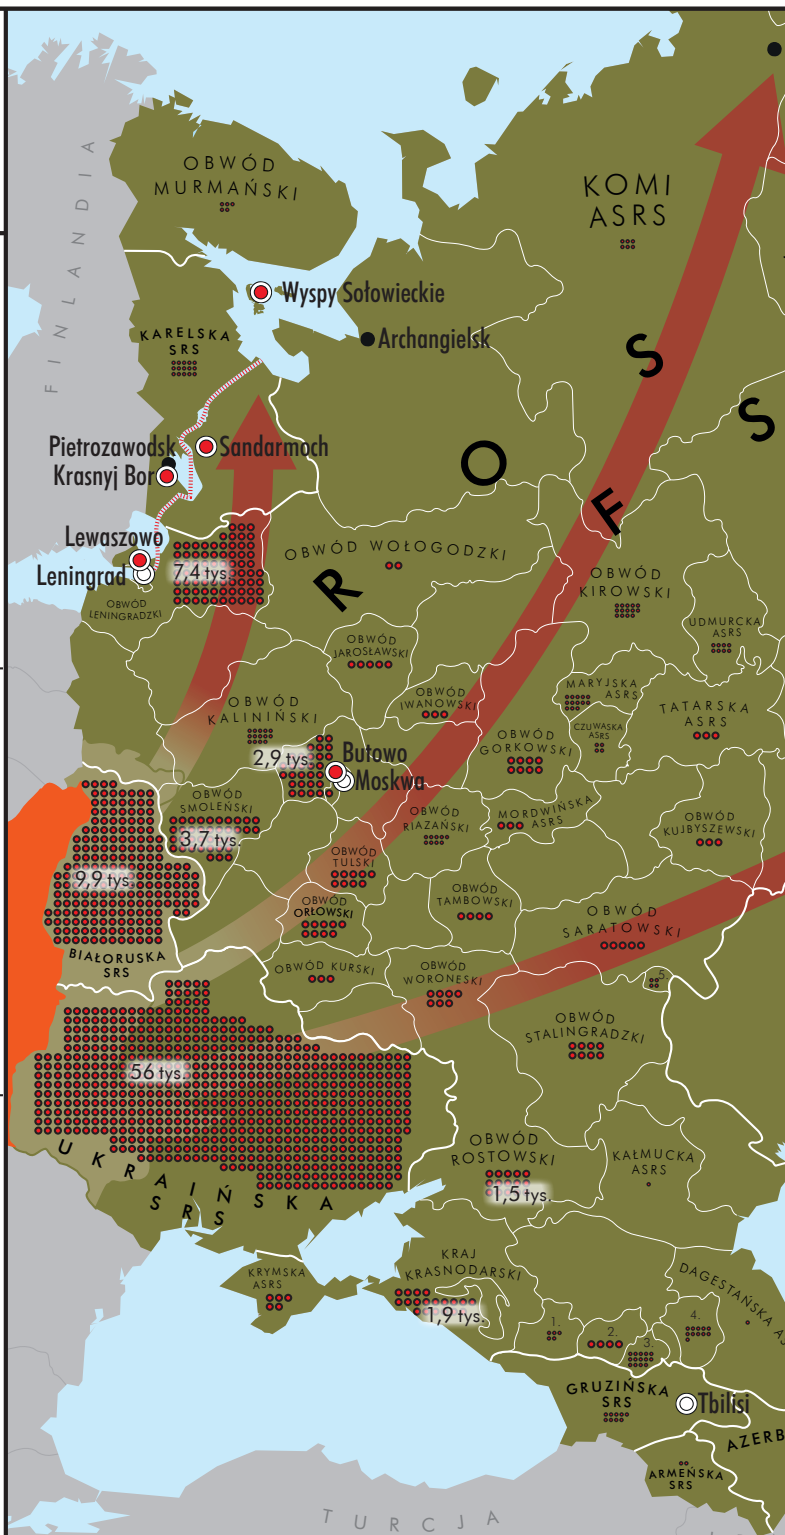 OBWÓD
MURMAŃSKI
KOMI
ASRS
FINLANDIA
Wyspy Sołowieckie
Archangielsk
KARELSKA
SRS
S
S
O
F
R
Pietrozawodsk
Sandarmoch
Krasnyj Bor
Lewaszowo
Leningrad
7,4 tys.
OBWÓD
LENINGRADZKI
OBWÓD WOŁOGODZKI
OBWÓD
KIROWSKI
UDMURCKA
ASRS
OBWÓD
JAROSŁAWSKI
OBWÓD
IWANOWSKI
MARYJSKA
ASRS
TATARSKA
ASRS
OBWÓD
KALINIŃSKI
2,9 tys.
Butowo
Moskwa
OBWÓD
GORKOWSKI
CZUWASKA
ASRS
OBWÓD
SMOLEŃSKI
3,7 tys.
OBWÓD
RIAZAŃSKI
MORDWIŃSKA
ASRS
OBWÓD
KUJBYSZEWSKI
OBWÓD
TULSKI
9,9 tys.
OBWÓD
ORŁOWSKI
OBWÓD
TAMBOWSKI
OBWÓD
SARATOWSKI
BIAŁORUSKA
SRS
OBWÓD KURSKI
OBWÓD
WORONESKI
5.
OBWÓD
STALINGRADZKI
56 tys.
UKRAIŃSKA
SRS
OBWÓD
ROSTOWSKI
1,5 tys.
KAŁMUCKA
ASRS
KRYMSKA
ASRS
KRAJ
KRASNODARSKI
1,9 tys.
DAGESTAŃSKA AS
1.
2.
3.
4.
GRUZIŃSKA
SRS
Tbilisi
AZERB
ARMEŃSKA
SRS
TURCJA